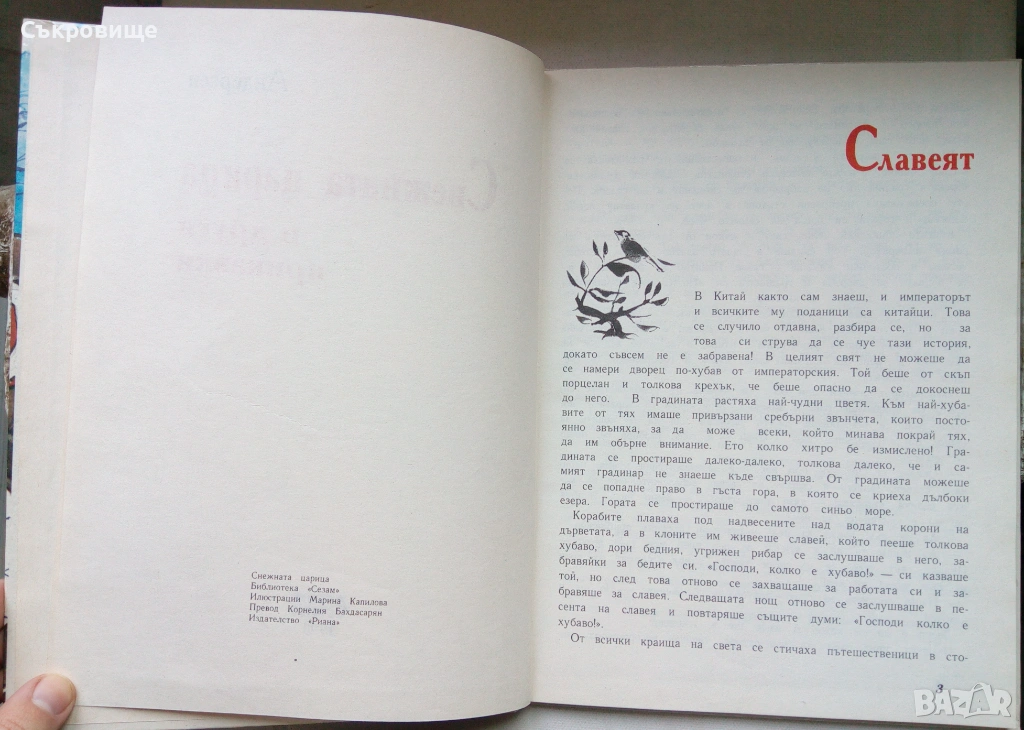 Съкровище
Снежната царица
Библиотека «Сезам»
Илюстрации Марина Капилова
Превод Корнелия Бахдасарян
Издателство «Риана»
Славеят
В Китай както сам знаеш, и императорът
и всичките му поданици са китайци. Това
се случило отдавна, разбира се, но за
това си струва да се чуе тази история,
докато съвсем не е забравена! В целият свят не можеше да
се намери дворец по-хубав от императорския. Той беше от скъп
порцелан и толкова крехък, че беше опасно да се докоснеш
до него. В градината растяха най-чудни цветя. Към най-хуба-
вите от тях имаше привързани сребърни звънчета, които посто-
янно звъняха, за да може всеки, който минава покрай тях,
да им обърне внимание. Ето колко хитро бе измислено! Гра-
дината се простираше далеко-далеко, толкова далеко, че и са-
мият градинар не знаеше къде свършва. От градината можеше
да се попадне право в гъста гора, в която се криеха дълбоки
езера. Гората се простираше до самото синьо море.
Корабите плаваха под надвесените над водата корони на
дърветата, а в клоните им живееше славей, който пееше толкова
хубаво, дори бедния, угрижен рибар се заслушваше в него, за-
бравяйки за бедите си. «Господи, колко е хубаво!» — си казваше
той, но след това отново се захващаше за работата си и за-
бравяше за славея. Следващата нощ отново се заслушваше в пе-
сента на славея и повтаряше същите думи: «Господи колко е
хубаво!».
От всички краища на света се стичаха пътешественици в сто-
3
BAZAR